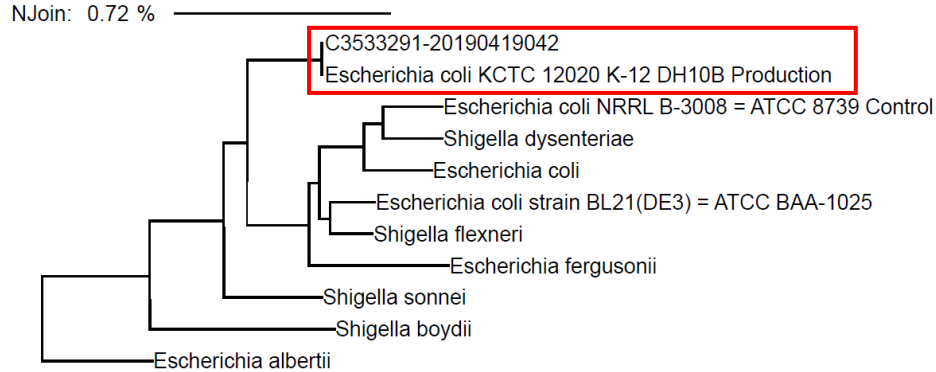 NJoin: 0.72 %
C3533291-20190419042
Escherichia coli KCTC 12020 K-12 DH10B Production
Escherichia coli NRRL B-3008 = ATCC 8739 Control
Shigella dysenteriae
Escherichia coli
Escherichia coli strain BL21(DE3) = ATCC BAA-1025
Shigella flexneri
Escherichia fergusonii
Shigella sonnei
Shigella boydii
Escherichia albertii